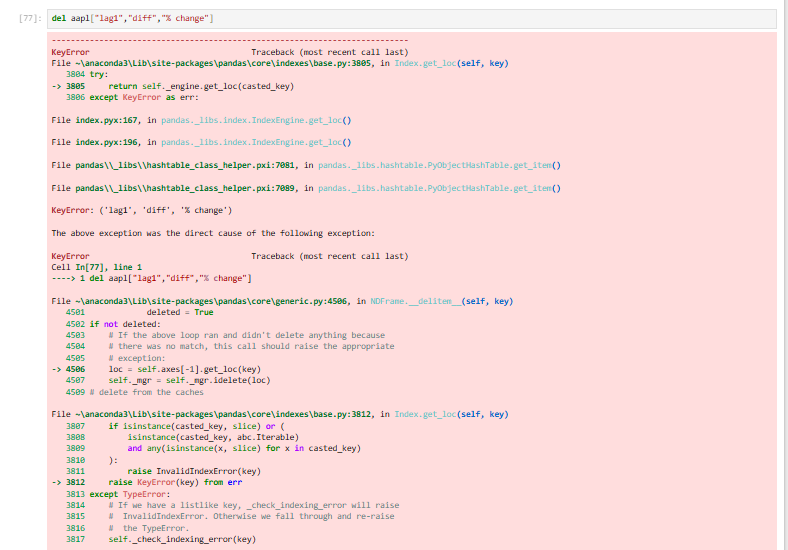 [77]: del aapl["lag1","diff","% change"]
---------------------------------------------------------------------------
KeyError                                  Traceback (most recent call last)
File ~\anaconda3\Lib\site-packages\pandas\core\indexes\base.py:3805, in Index.get_loc(self, key)
   3804 try:
-> 3805     return self._engine.get_loc(casted_key)
   3806 except KeyError as err:
File index.pyx:167, in pandas._libs.index.IndexEngine.get_loc()
File index.pyx:196, in pandas._libs.index.IndexEngine.get_loc()
File pandas\\_libs\\hashtable_class_helper.pxi:7081, in pandas._libs.hashtable.PyObjectHashTable.get_item()
File pandas\\_libs\\hashtable_class_helper.pxi:7089, in pandas._libs.hashtable.PyObjectHashTable.get_item()
KeyError: ('lag1', 'diff', '% change')
The above exception was the direct cause of the following exception:
KeyError                                  Traceback (most recent call last)
Cell In[77], line 1
----> 1 del aapl["lag1","diff","% change"]
File ~\anaconda3\Lib\site-packages\pandas\core\generic.py:4506, in NDFrame.__delitem__(self, key)
   4501             deleted = True
   4502 if not deleted:
   4503     # If the above loop ran and didn't delete anything because
   4504     # there was no match, this call should raise the appropriate
   4505     # exception:
-> 4506     loc = self.axes[-1].get_loc(key)
   4507     self._mgr = self._mgr.idelete(loc)
   4509 # delete from the caches
File ~\anaconda3\Lib\site-packages\pandas\core\indexes\base.py:3812, in Index.get_loc(self, key)
   3807     if isinstance(casted_key, slice) or (
   3808         isinstance(casted_key, abc.Iterable)
   3809         and any(isinstance(x, slice) for x in casted_key)
   3810     ):
   3811         raise InvalidIndexError(key)
-> 3812     raise KeyError(key) from err
   3813 except TypeError:
   3814     # If we have a listlike key, _check_indexing_error will raise
   3815     #  InvalidIndexError. Otherwise we fall through and re-raise
   3816     #  the TypeError.
   3817     self._check_indexing_error(key)